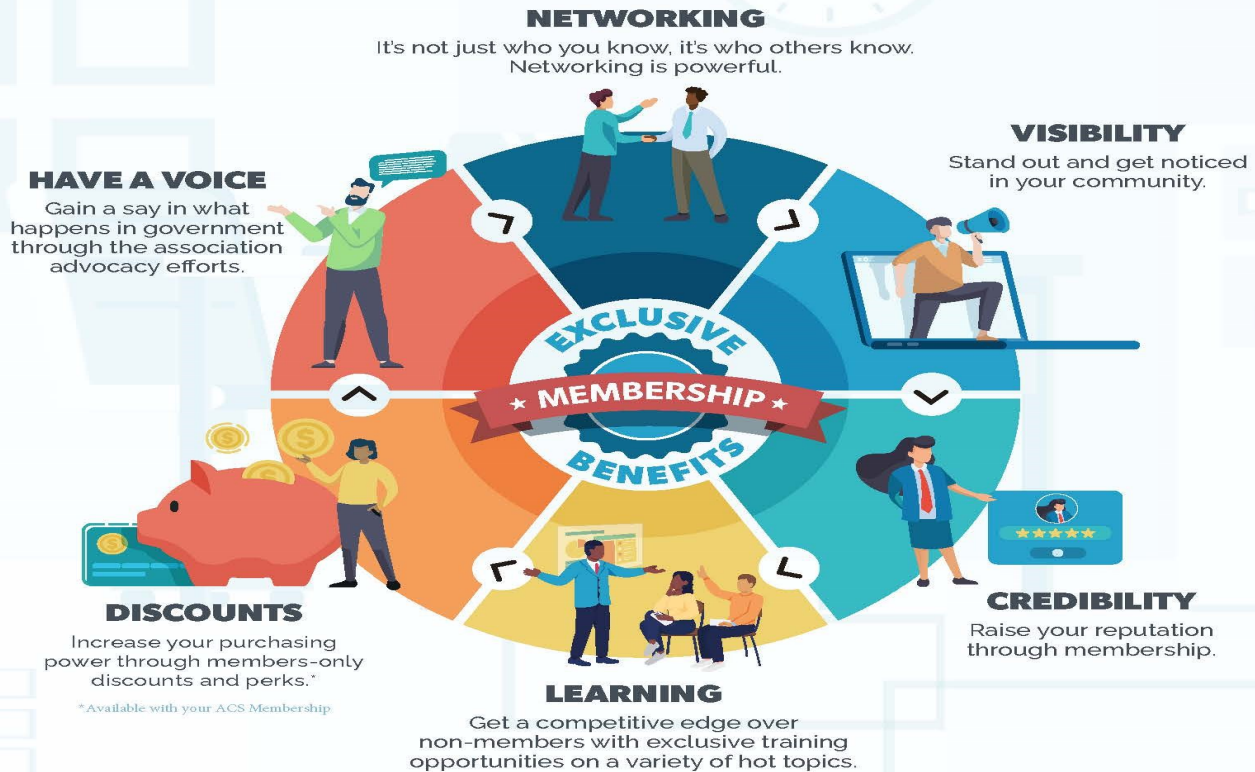 NETWORKING
It's not just who you know, it's who others know.
Networking is powerful.
VISIBILITY
Stand out and get noticed
in your community.
HAVE A VOICE
Gain a say in what
happens in government
through the association
advocacy efforts.
EXCLUSIVE
MEMBERSHIP
BENEFITS
DISCOUNTS
Increase your purchasing
power through members-only
discounts and perks.*
*Available with your ACS Membership
CREDIBILITY
Raise your reputation
through membership.
LEARNING
Get a competitive edge over
non-members with exclusive training
opportunities on a variety of hot topics.